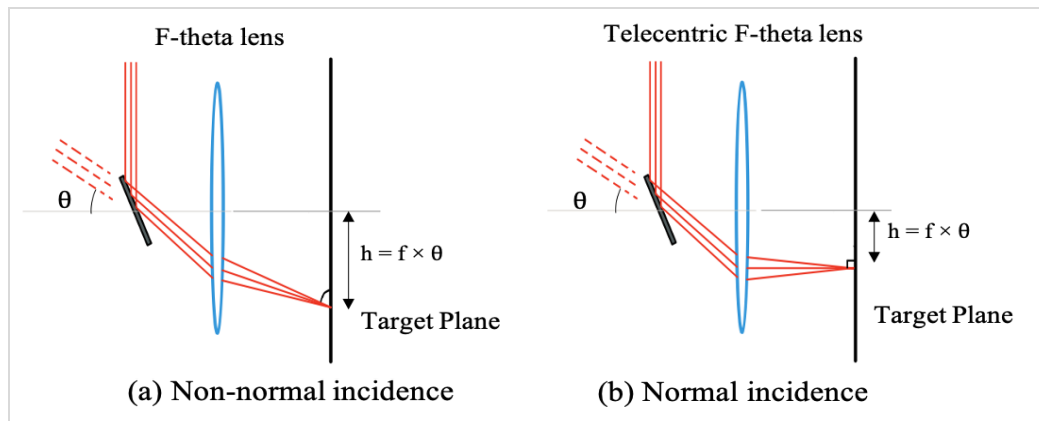 F-theta lens
θ
h = f × θ
Target Plane
(a) Non-normal incidence
Telecentric F-theta lens
θ
h = f × θ
Target Plane
(b) Normal incidence